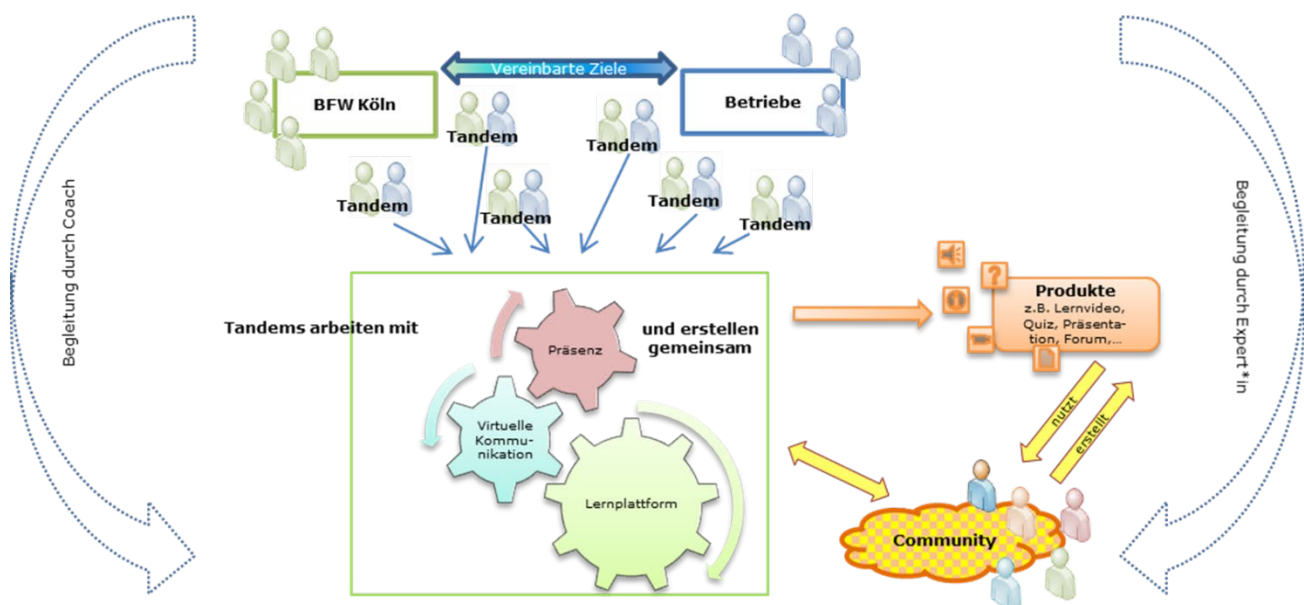 Vereinbarte Ziele
BFW Köln
Betriebe
Tandem
Tandem
Tandem
Tandem
Tandem
Tandem
Begleitung durch Coach
Begleitung durch Expert*in
Tandems arbeiten mit
und erstellen
gemeinsam
Präsenz
Virtuelle
Kommu-
nikation
Lernplattform
Produkte
z.B. Lernvideo,
Quiz, Präsenta-
tion, Forum,...
?
nutzt
erstellt
Community